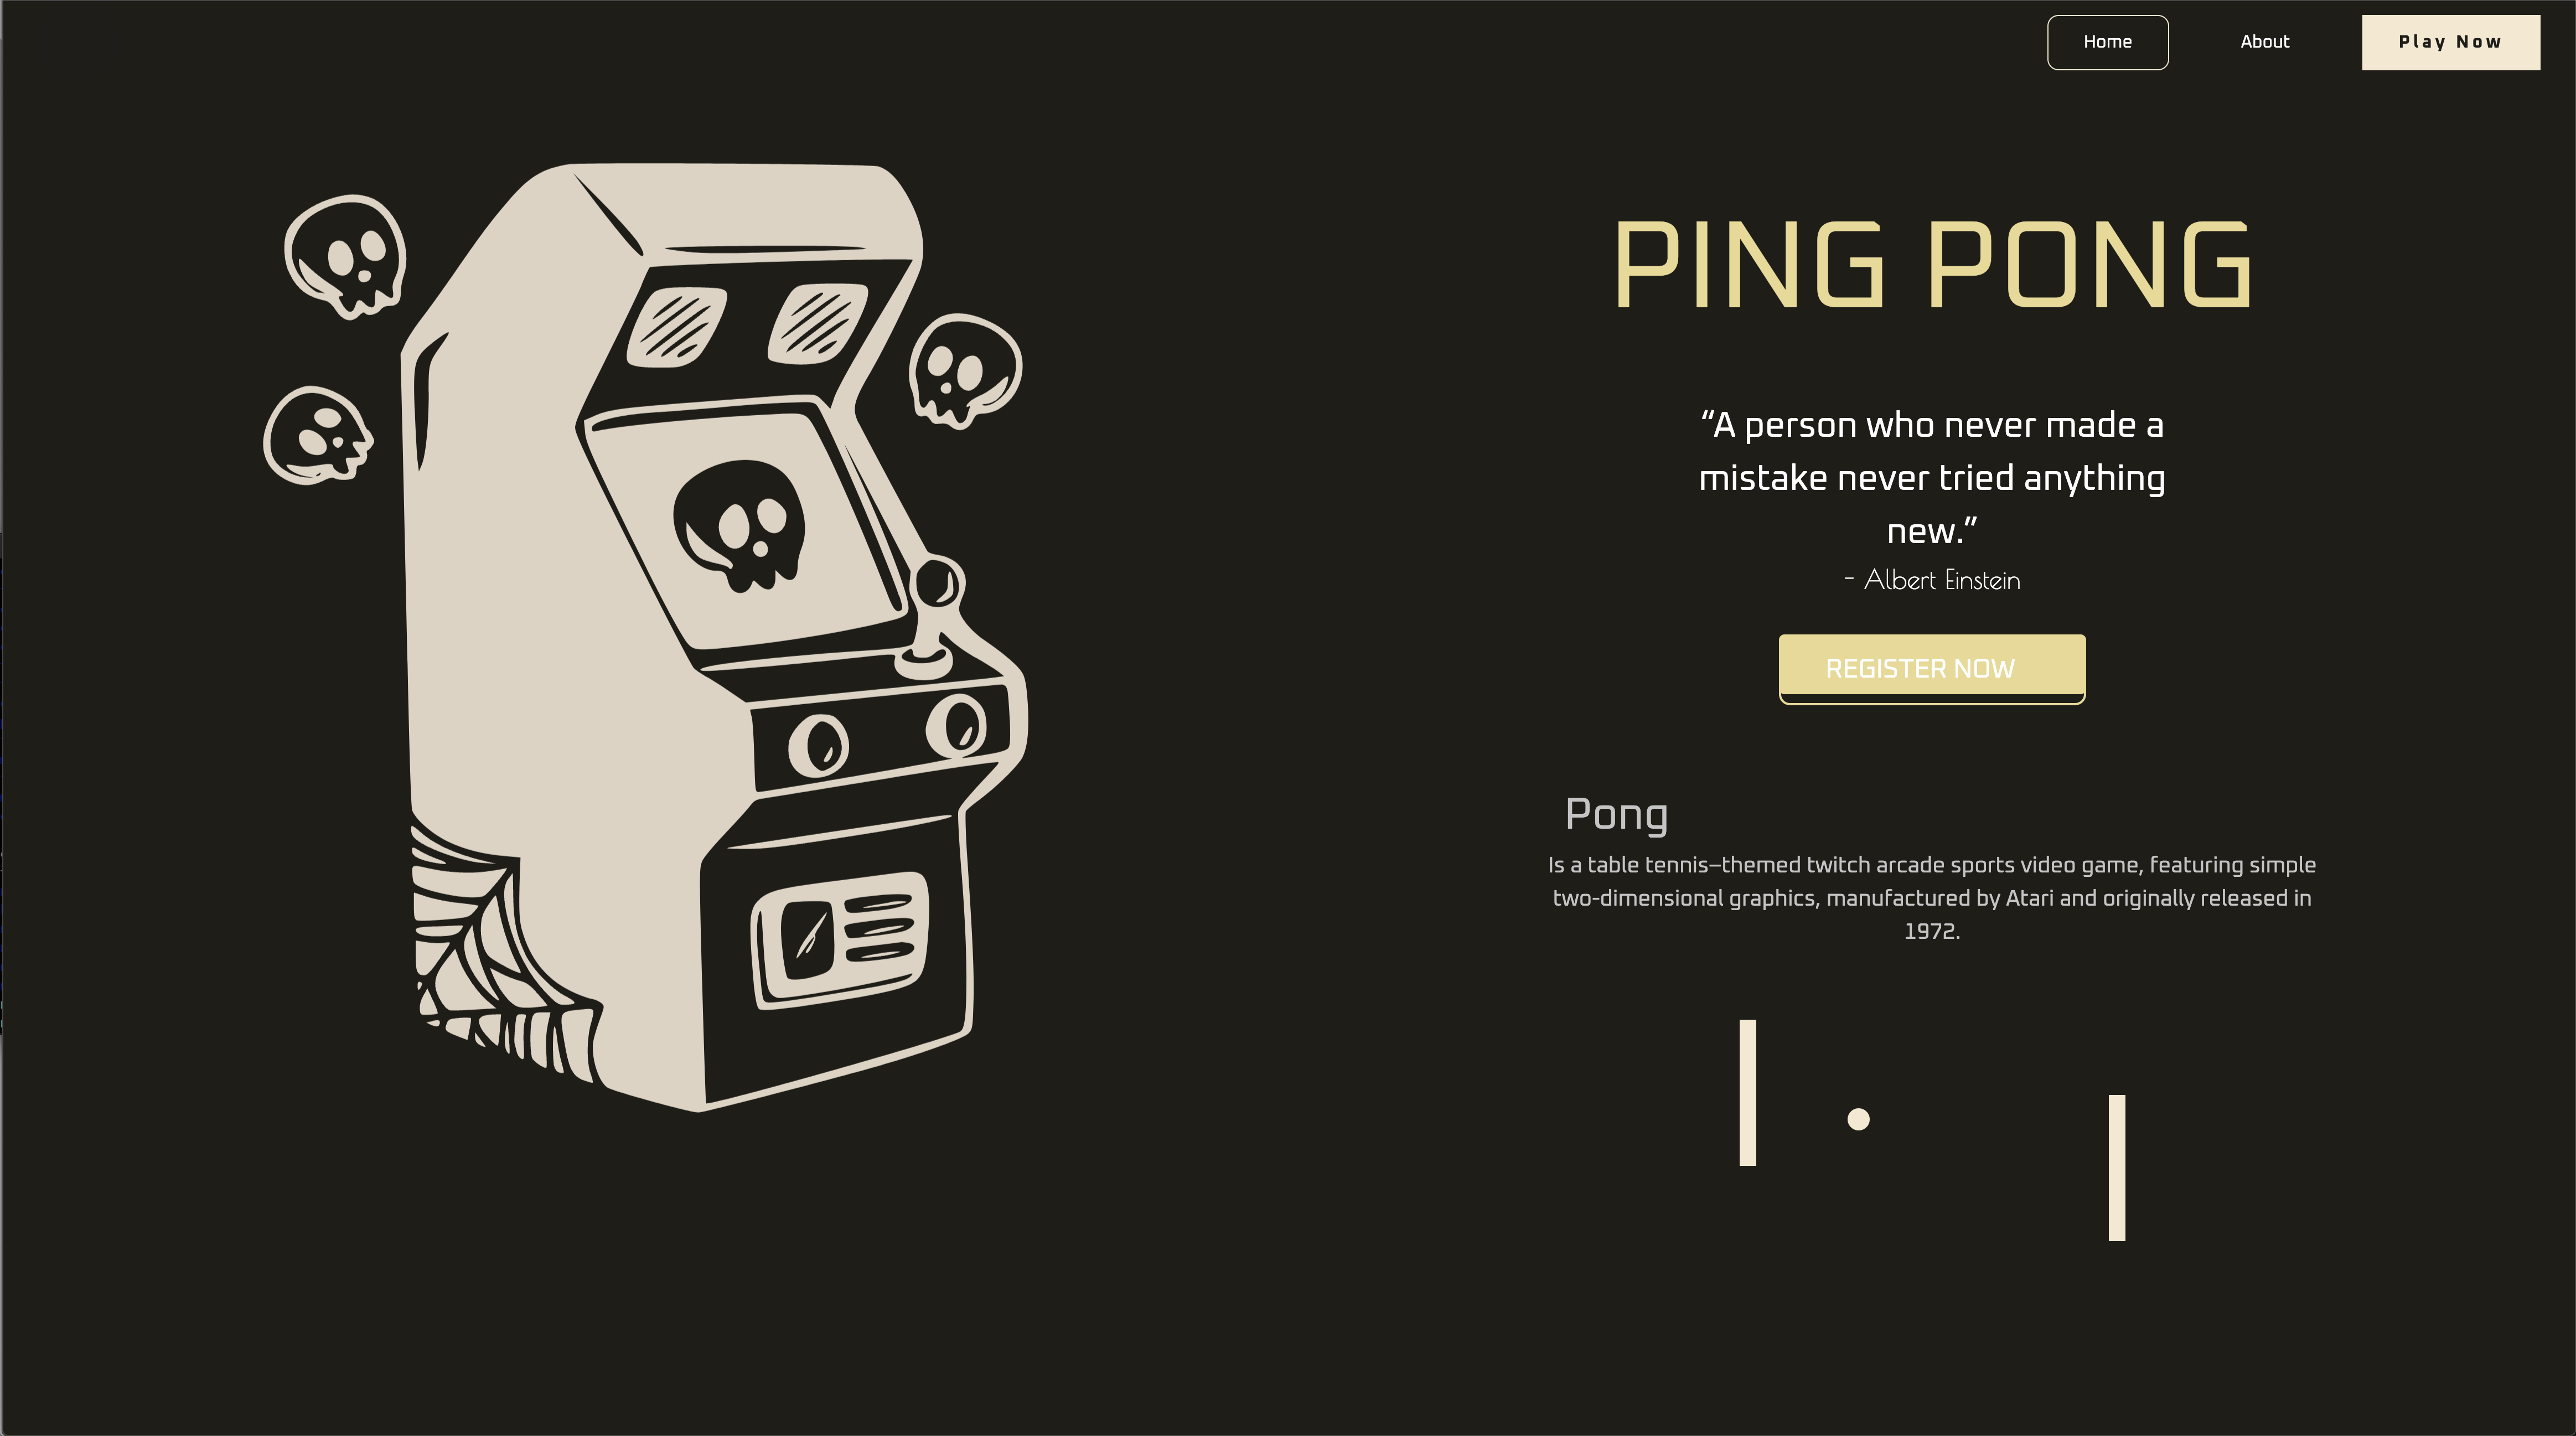 Home
About
Play Now
PING PONG
“A person who never made a
mistake never tried anything
new.”
- Albert Einstein
REGISTER NOW
Pong
Is a table tennis–themed twitch arcade sports video game, featuring simple
two-dimensional graphics, manufactured by Atari and originally released in
1972.